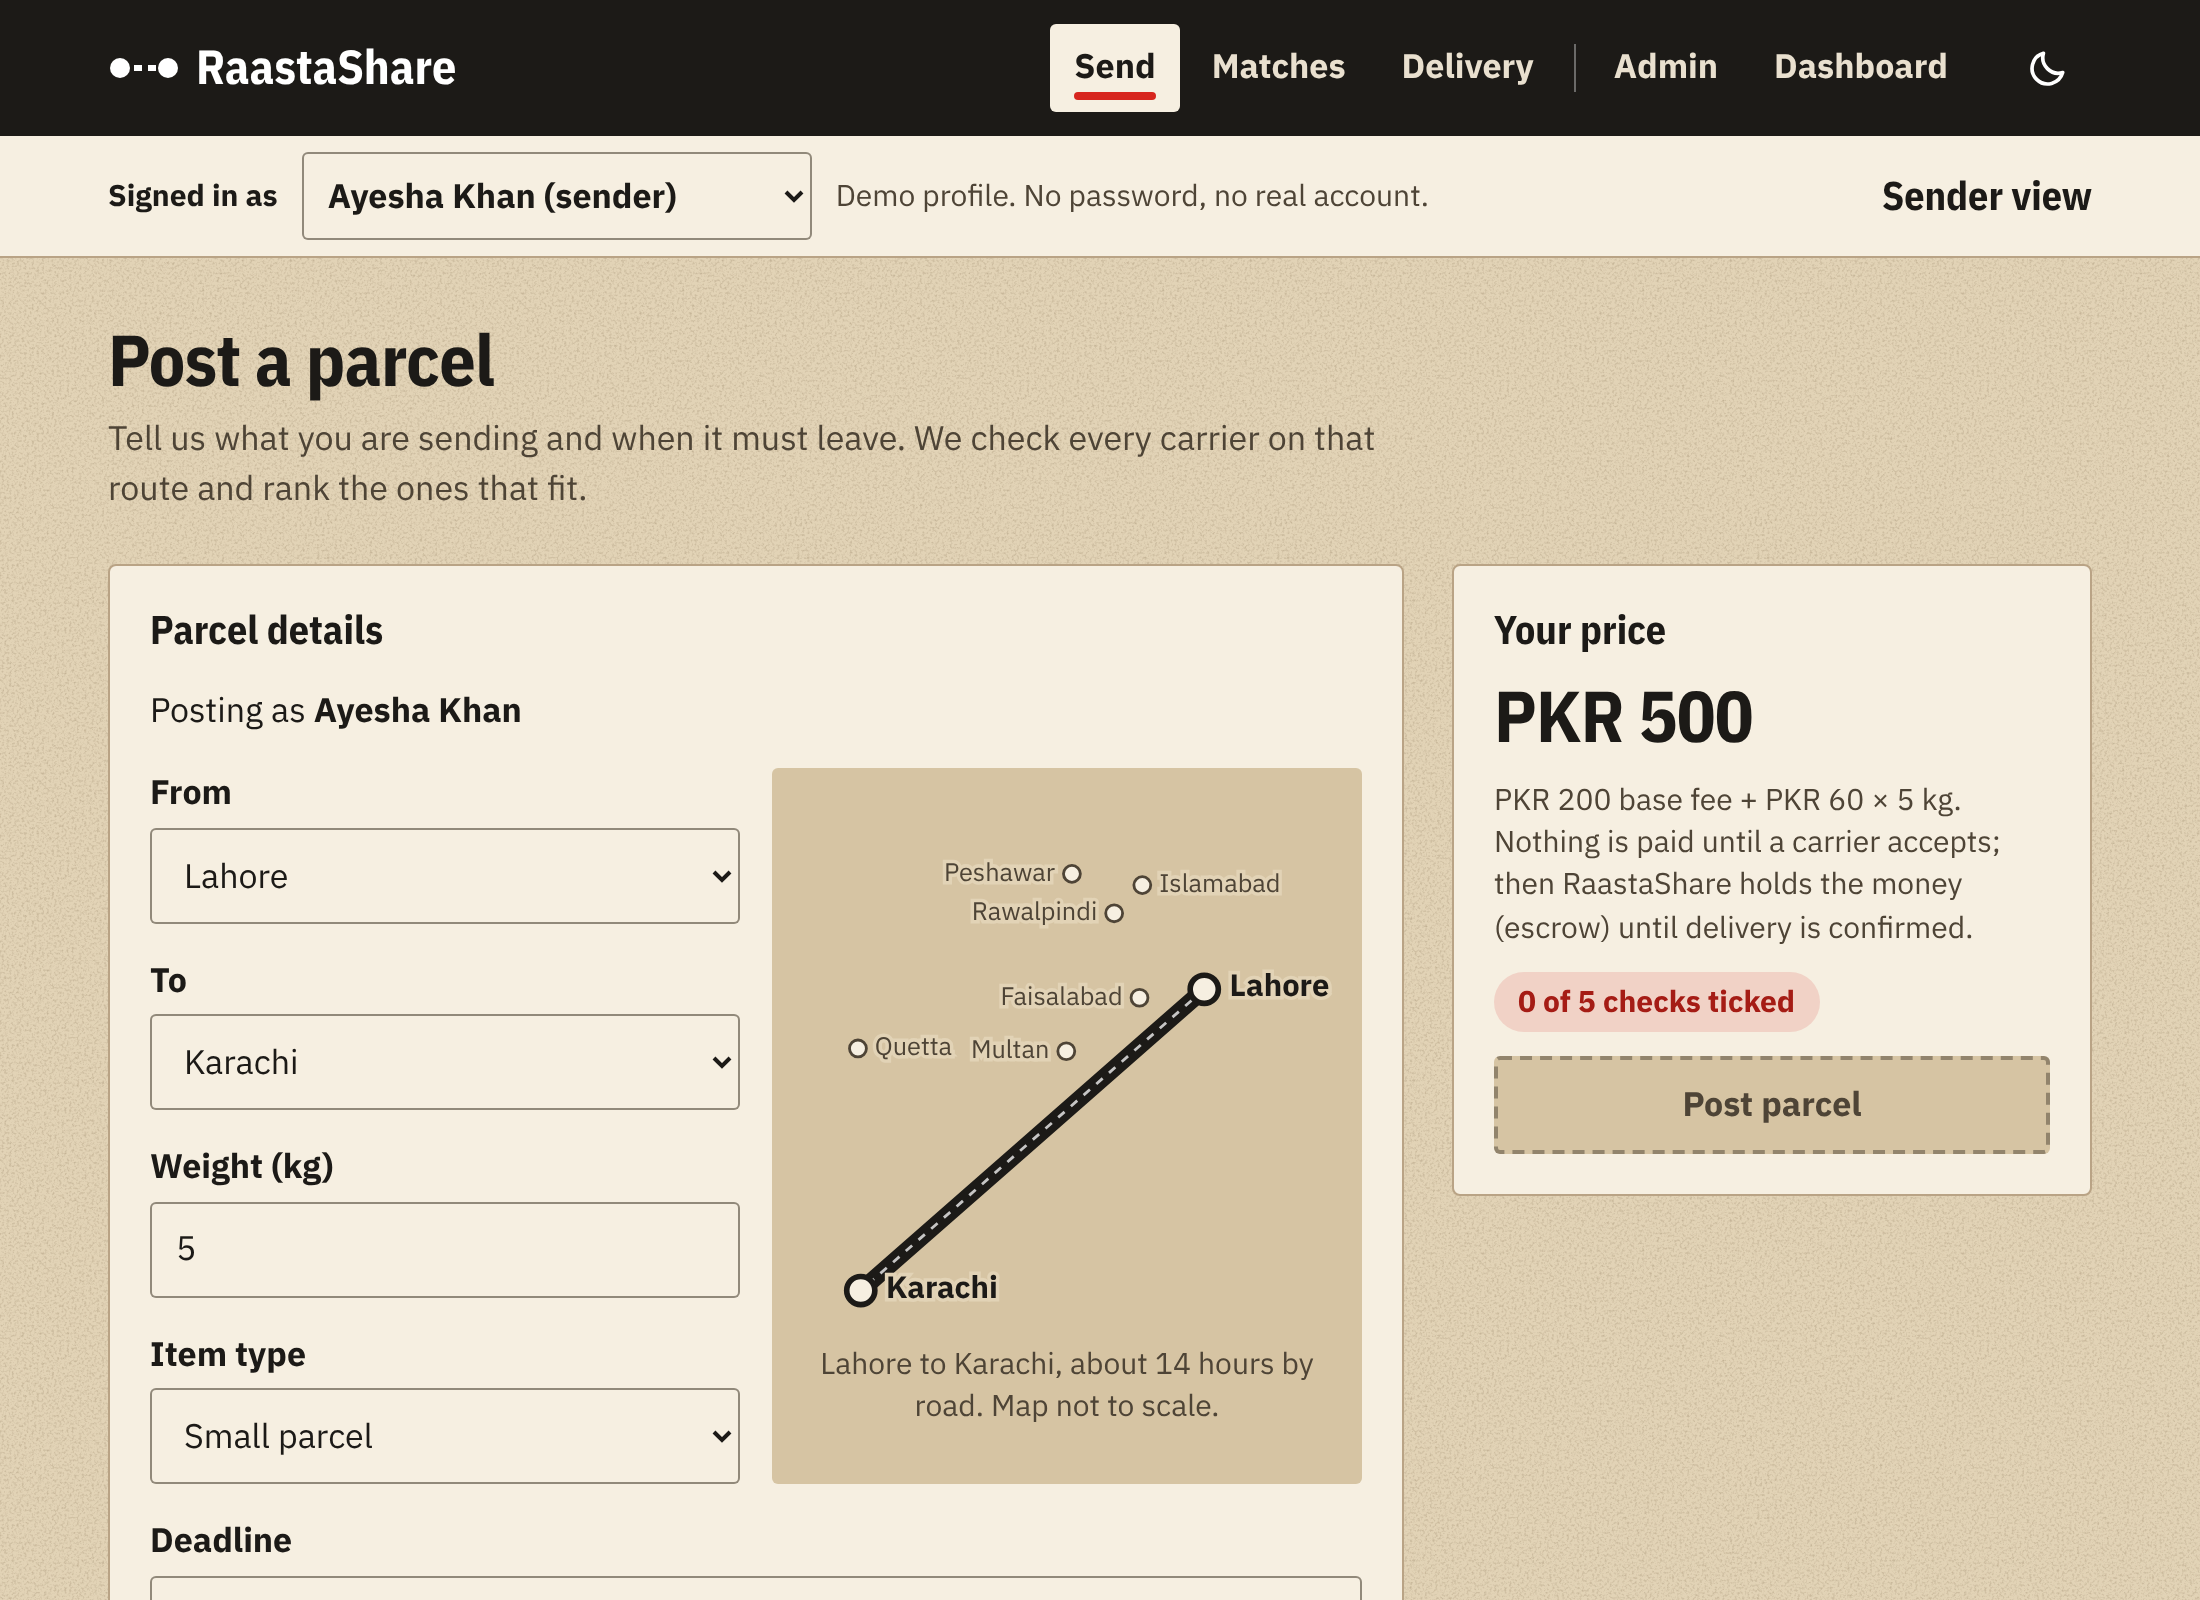 RaastaShare
Send
Matches
Delivery
Admin
Dashboard
Signed in as
Ayesha Khan (sender)
Demo profile. No password, no real account.
Sender view
Post a parcel
Tell us what you are sending and when it must leave. We check every carrier on that
route and rank the ones that fit.
Parcel details
Posting as Ayesha Khan
From
Lahore
To
Karachi
Weight (kg)
5
Item type
Small parcel
Deadline
Peshawar
Islamabad
Rawalpindi
Lahore
Faisalabad
Quetta
Multan
Karachi
Lahore to Karachi, about 14 hours by
road. Map not to scale.
Your price
PKR 500
PKR 200 base fee + PKR 60 × 5 kg.
Nothing is paid until a carrier accepts;
then RaastaShare holds the money
(escrow) until delivery is confirmed.
0 of 5 checks ticked
Post parcel